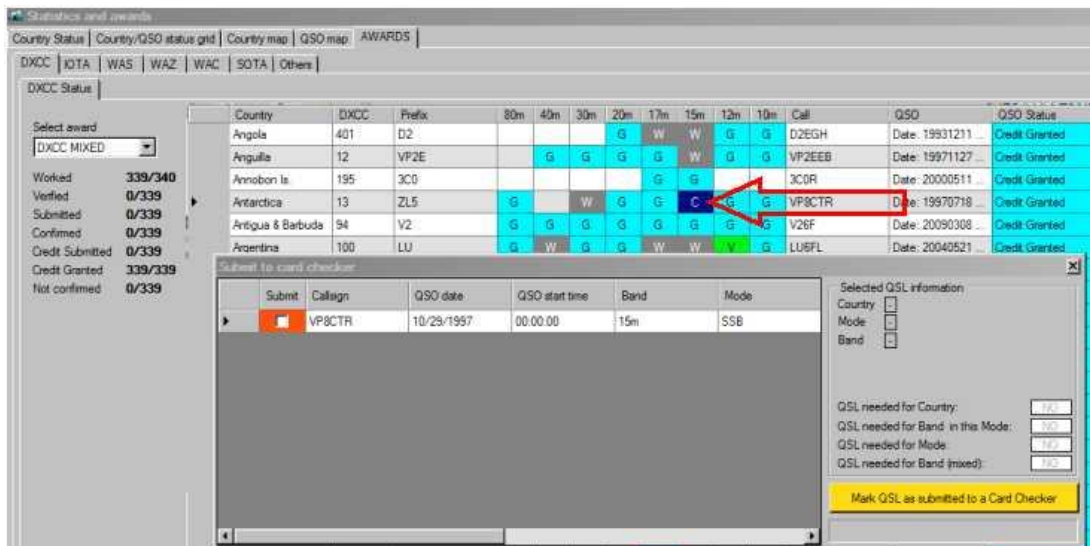 Statistics and awards
Country Status Country/QSO status grid Country map QSO map AWARDS
DXCC IOTA WAS WAZ WAC SOTA Others
DXCC Status
Select award
DXCC MIXED
Worked 339/340
Verified 0/339
Submitted 0/339
Confirmed 0/339
Credit Submitted 0/339
Credit Granted 339/339
Not confirmed 0/339
Country DXCC Prefix 80m 40m 30m 20m 17m 15m 12m 10m Call QSO QSO Status
Angola 401 D2 G W W G G D2EGH Date: 19931211 ... Credit Granted
Anguilla 12 VP2E G G G G W G G VP2EEB Date: 19971127 ... Credit Granted
Annobon Is. 195 3C0 G G 3C0R Date: 20000511 ... Credit Granted
Antarctica 13 ZL5 G W G G C G G VP8CTR Date: 19970718 ... Credit Granted
Antigua & Barbuda 94 V2 G G G G G G G G V26F Date: 20090308 ... Credit Granted
Argentina 100 LU G W G G W W V G LU6FL Date: 20040521 ... Credit Granted
Submit to card checker
Submit Callsign QSO date QSO start time Band Mode
VP8CTR 10/29/1997 00:00:00 15m SSB
Selected QSL information
Country -
Mode -
Band -
QSL needed for Country: NO
QSL needed for Band in this Mode: NO
QSL needed for Mode: NO
QSL needed for Band (mixed): NO
Mark QSL as submitted to a Card Checker